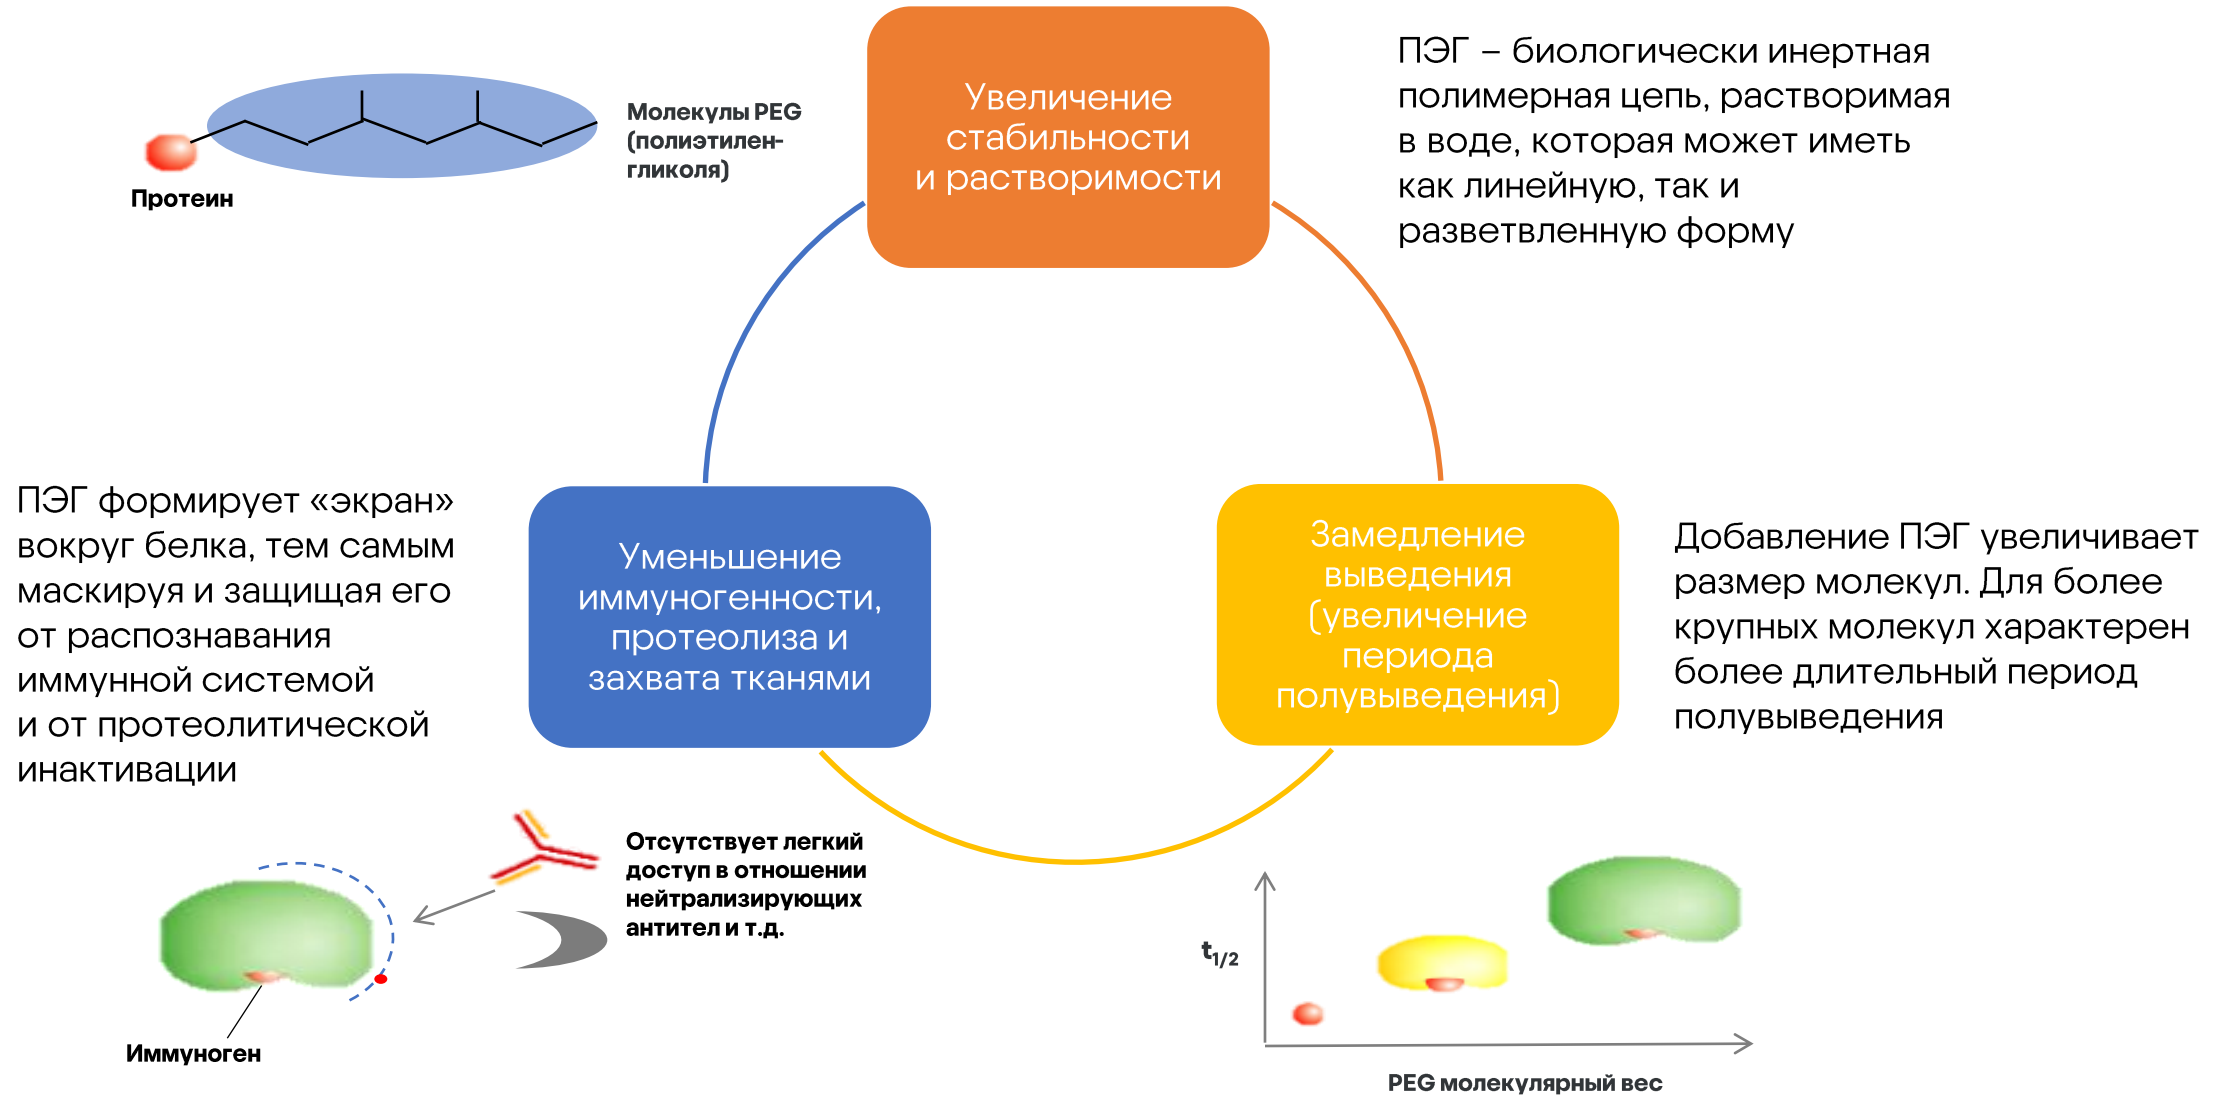 Молекулы PEG
(полиэтилен-
гликоля)
Протеин
Увеличение
стабильности
и растворимости
ПЭГ – биологически инертная
полимерная цепь, растворимая
в воде, которая может иметь
как линейную, так и
разветвленную форму
ПЭГ формирует «экран»
вокруг белка, тем самым
маскируя и защищая его
от распознавания
иммунной системой
и от протеолитической
инактивации
Уменьшение
иммуногенности,
протеолиза и
захвата тканями
Замедление
выведения
(увеличение
периода
полувыведения)
Добавление ПЭГ увеличивает
размер молекул. Для более
крупных молекул характерен
более длительный период
полувыведения
Отсутствует легкий
доступ в отношении
нейтрализирующих
антител и т.д.
Иммуноген
t1/2
PEG молекулярный вес